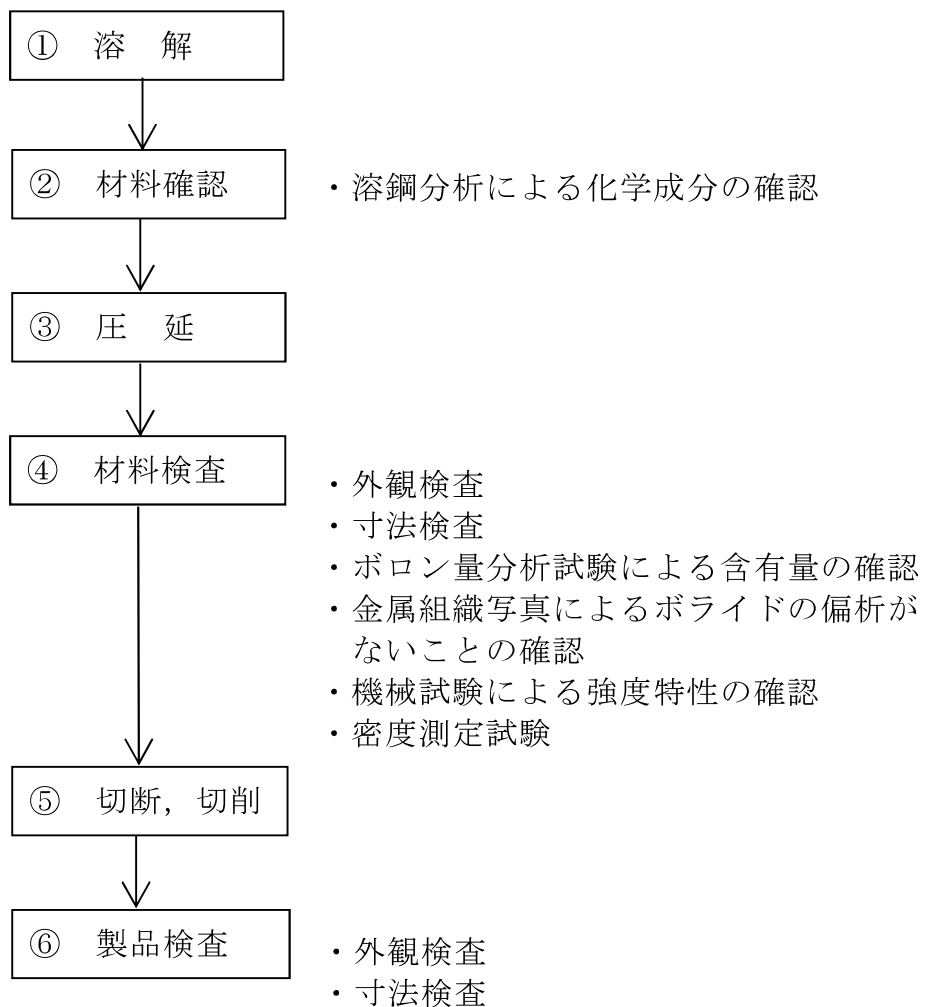 ① 溶 解
② 材料確認
・溶鋼分析による化学成分の確認
③ 圧 延
④ 材料検査
・外観検査
・寸法検査
・ボロン量分析試験による含有量の確認
・金属組織写真によるボライドの偏析が
ないことの確認
・機械試験による強度特性の確認
・密度測定試験
⑤ 切断，切削
⑥ 製品検査
・外観検査
・寸法検査